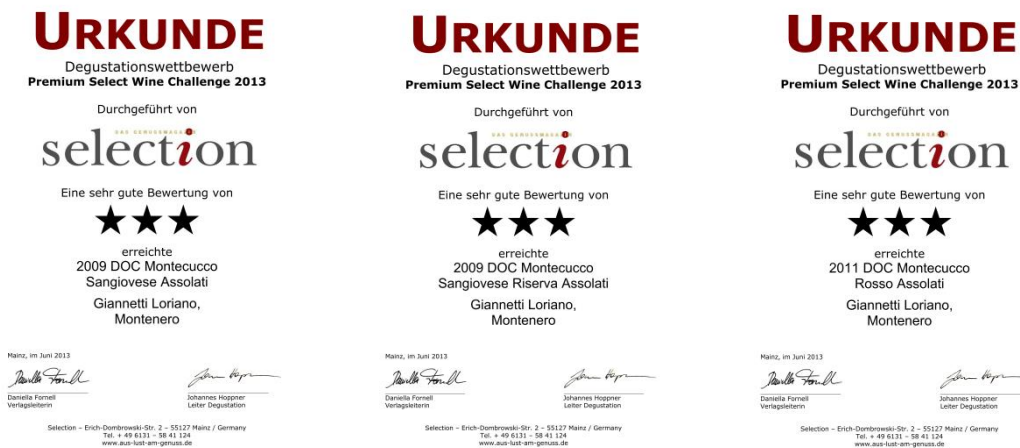 URKUNDE
Degustationswettbewerb
Premium Select Wine Challenge 2013
Durchgeführt von
DAS GENUSSMAGAZIN
selection
Eine sehr gute Bewertung von
erreichte
2009 DOC Montecucco
Sangiovese Assolati
Giannetti Loriano,
Montenero
Mainz, im Juni 2013
Daniella Fornell
Verlagsleiterin
Johannes Hoppner
Leiter Degustation
Selection – Erich-Dombrowski-Str. 2 – 55127 Mainz / Germany
Tel. + 49 6131 – 58 41 124
www.aus-lust-am-genuss.de
URKUNDE
Degustationswettbewerb
Premium Select Wine Challenge 2013
Durchgeführt von
DAS GENUSSMAGAZIN
selection
Eine sehr gute Bewertung von
erreichte
2009 DOC Montecucco
Sangiovese Riserva Assolati
Giannetti Loriano,
Montenero
Mainz, im Juni 2013
Daniella Fornell
Verlagsleiterin
Johannes Hoppner
Leiter Degustation
Selection – Erich-Dombrowski-Str. 2 – 55127 Mainz / Germany
Tel. + 49 6131 – 58 41 124
www.aus-lust-am-genuss.de
URKUNDE
Degustationswettbewerb
Premium Select Wine Challenge 2013
Durchgeführt von
DAS GENUSSMAGAZIN
selection
Eine sehr gute Bewertung von
erreichte
2011 DOC Montecucco
Rosso Assolati
Giannetti Loriano,
Montenero
Mainz, im Juni 2013
Daniella Fornell
Verlagsleiterin
Johannes Hoppner
Leiter Degustation
Selection – Erich-Dombrowski-Str. 2 – 55127 Mainz / Germany
Tel. + 49 6131 – 58 41 124
www.aus-lust-am-genuss.de